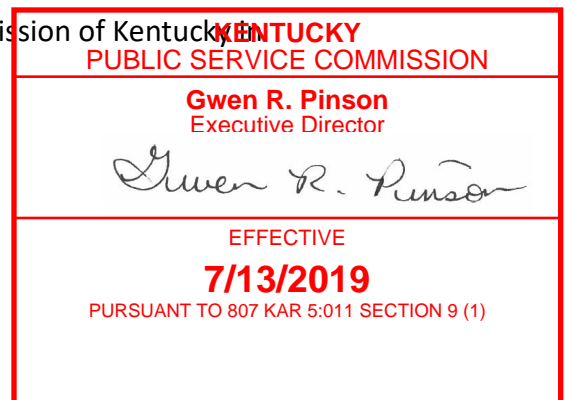 ission of Kentucky in
KENTUCKY
PUBLIC SERVICE COMMISSION
Gwen R. Pinson
Executive Director
Gwen R. Pinson
EFFECTIVE
7/13/2019
PURSUANT TO 807 KAR 5:011 SECTION 9 (1)